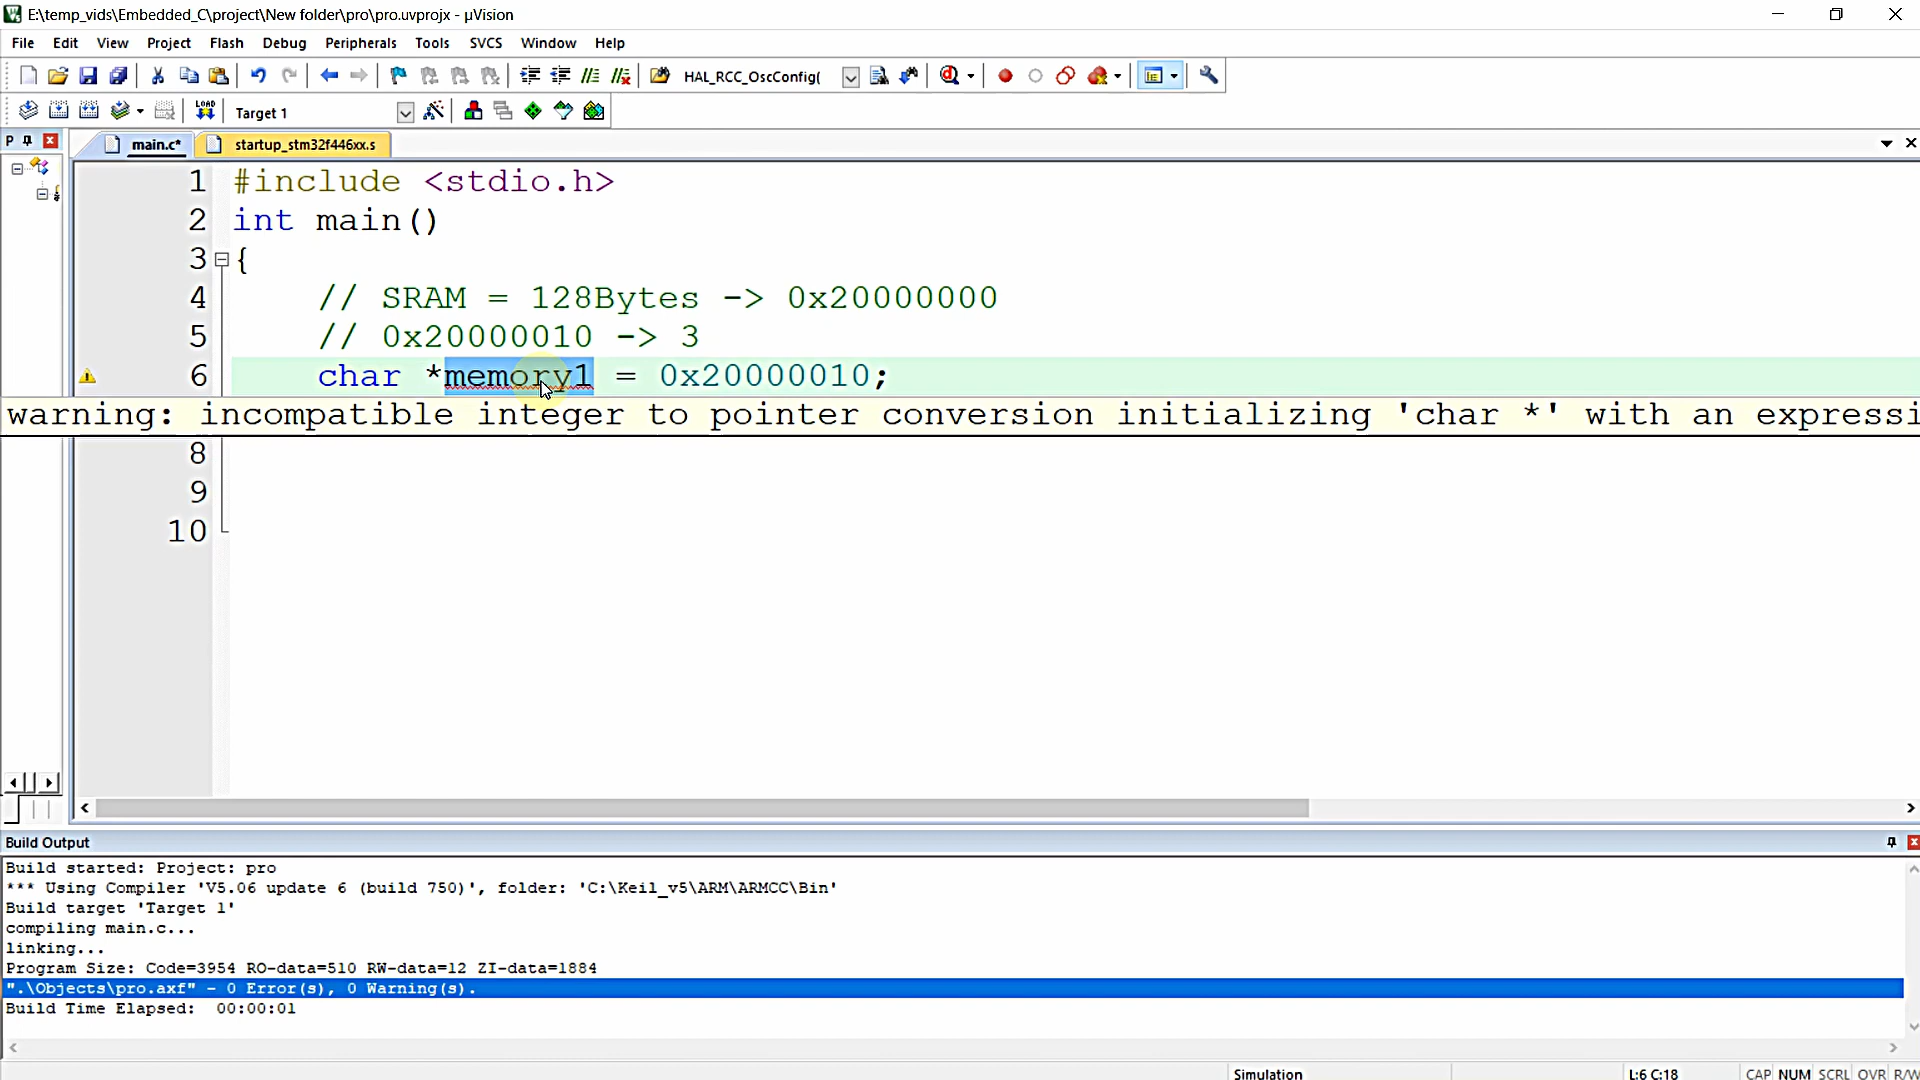 E:\temp_vids\Embedded_C\project\New folder\pro\pro.uvprojx - µVision
File Edit View Project Flash Debug Peripherals Tools SVCS Window Help
HAL_RCC_OscConfig(
LOAD Target 1
P main.c* startup_stm32f446xx.s
1 #include <stdio.h>
2 int main()
3 {
4 // SRAM = 128Bytes -> 0x20000000
5 // 0x20000010 -> 3
6 char *memory1 = 0x20000010;
warning: incompatible integer to pointer conversion initializing 'char *' with an expressi
8
9
10
Build Output
Build started: Project: pro
*** Using Compiler 'V5.06 update 6 (build 750)', folder: 'C:\Keil_v5\ARM\ARMCC\Bin'
Build target 'Target 1'
compiling main.c...
linking...
Program Size: Code=3954 RO-data=510 RW-data=12 ZI-data=1884
".\Objects\pro.axf" - 0 Error(s), 0 Warning(s).
Build Time Elapsed: 00:00:01
Simulation L:6 C:18 CAP NUM SCRL OVR R/W